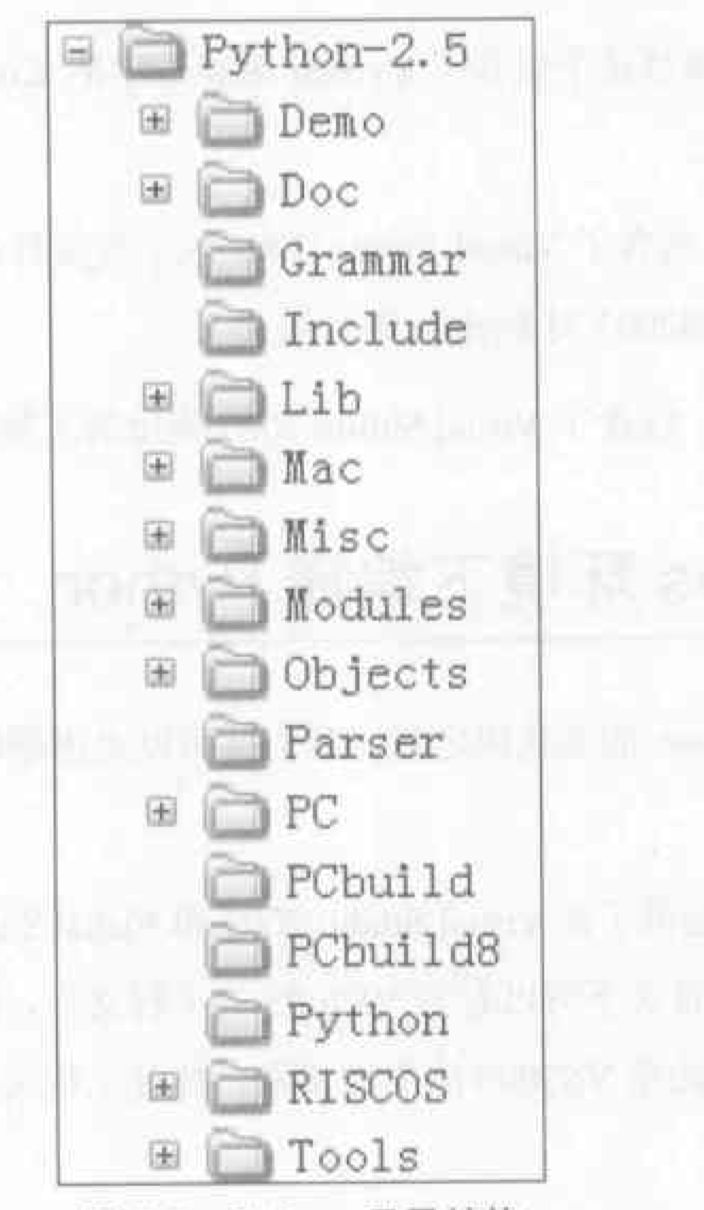 Python-2.5
Demo
Doc
Grammar
Include
Lib
Mac
Misc
Modules
Objects
Parser
PC
PCbuild
PCbuild8
Python
RISCOS
Tools